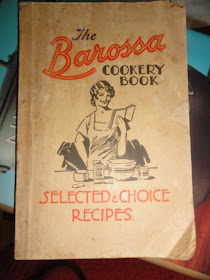 The
Barossa
COOKERY
BOOK
SELECTED & CHOICE
RECIPES